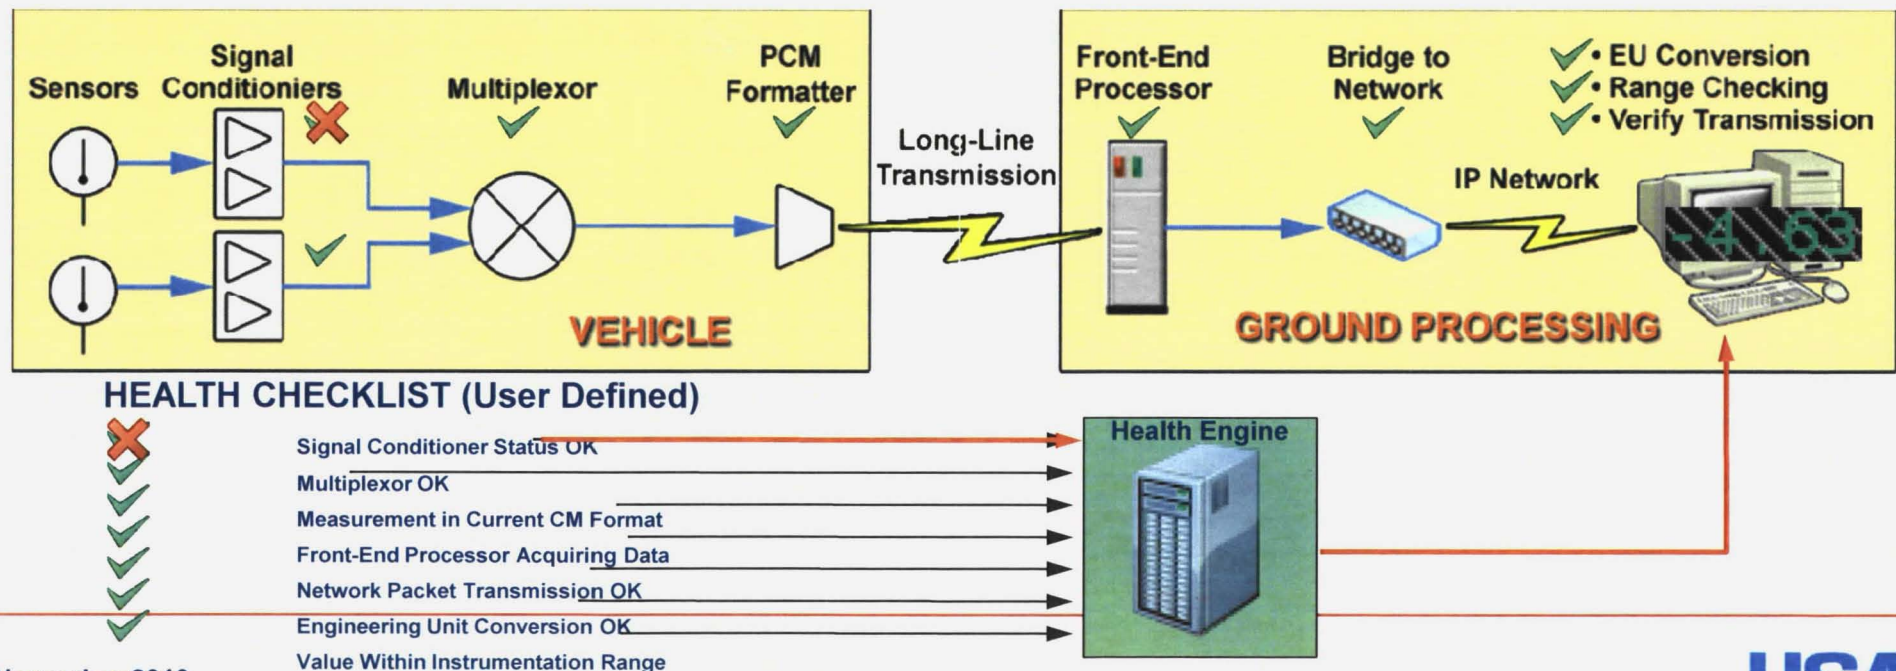 Sensors
Signal
Conditioniers
Multiplexor
PCM
Formatter
Long-Line
Transmission
Front-End
Processor
Bridge to
Network
• EU Conversion
• Range Checking
• Verify Transmission
IP Network
-4.63
VEHICLE
GROUND PROCESSING
HEALTH CHECKLIST (User Defined)
Signal Conditioner Status OK
Multiplexor OK
Measurement in Current CM Format
Front-End Processor Acquiring Data
Network Packet Transmission OK
Engineering Unit Conversion OK
Value Within Instrumentation Range
Health Engine